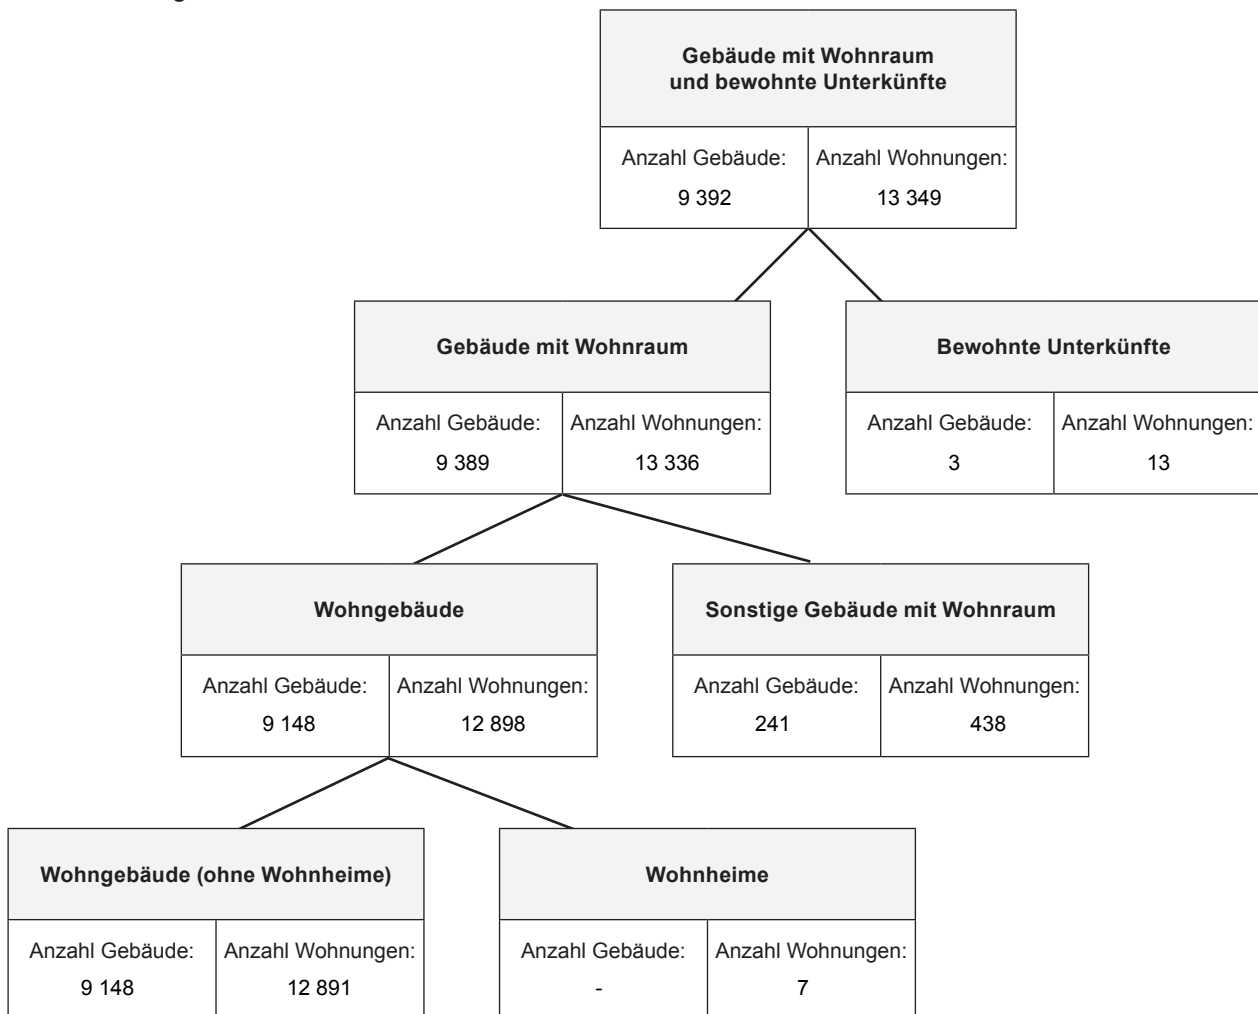 Gebäude mit Wohnraum
und bewohnte Unterkünfte
Anzahl Gebäude: Anzahl Wohnungen:
9 392 13 349
Gebäude mit Wohnraum Bewohnte Unterkünfte
Anzahl Gebäude: Anzahl Wohnungen: Anzahl Gebäude: Anzahl Wohnungen:
9 389 13 336 3 13
Wohngebäude Sonstige Gebäude mit Wohnraum
Anzahl Gebäude: Anzahl Wohnungen: Anzahl Gebäude: Anzahl Wohnungen:
9 148 12 898 241 438
Wohngebäude (ohne Wohnheime) Wohnheime
Anzahl Gebäude: Anzahl Wohnungen: Anzahl Gebäude: Anzahl Wohnungen:
9 148 12 891 - 7